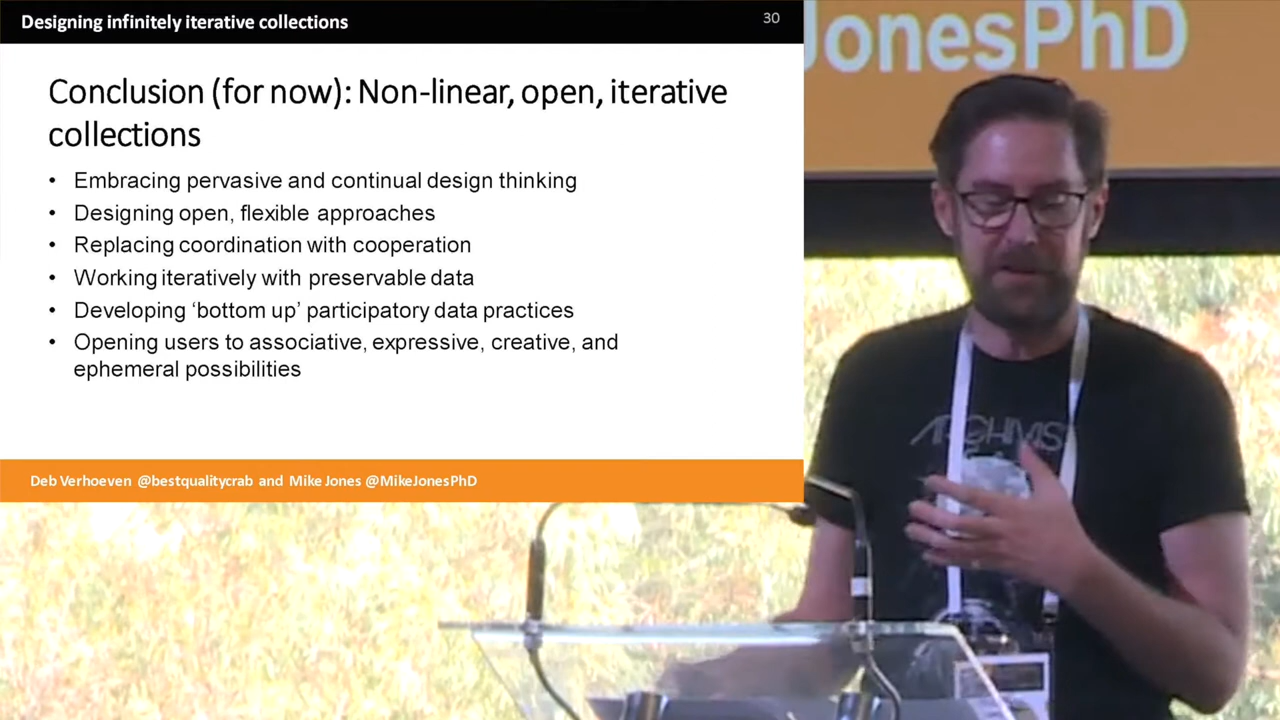 Designing infinitely iterative collections
30
JonesPhD
Conclusion (for now): Non-linear, open, iterative
collections
• Embracing pervasive and continual design thinking
• Designing open, flexible approaches
• Replacing coordination with cooperation
• Working iteratively with preservable data
• Developing ‘bottom up’ participatory data practices
• Opening users to associative, expressive, creative, and
ephemeral possibilities
ARCHIVIST
Deb Verhoeven @bestqualitycrab and Mike Jones @MikeJonesPhD